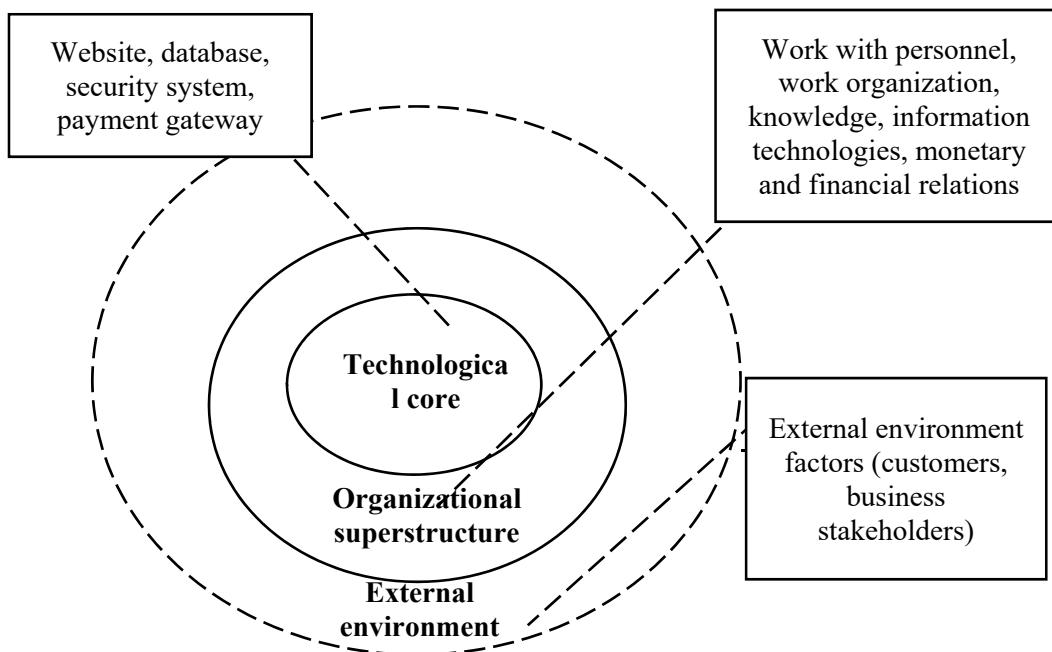 Website, database,
security system,
payment gateway
Work with personnel,
work organization,
knowledge, information
technologies, monetary
and financial relations
Technologica
l core
Organizational
superstructure
External
environment
External environment
factors (customers,
business
stakeholders)